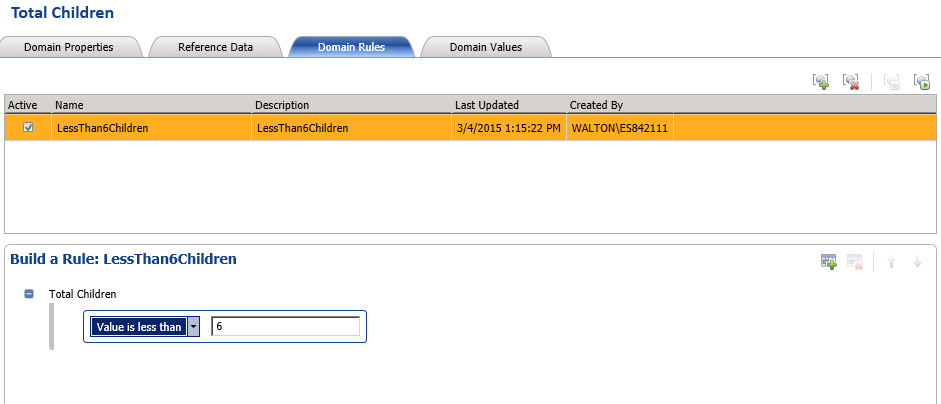 Total Children
Domain Properties Reference Data Domain Rules Domain Values
Active Name Description Last Updated Created By
LessThan6Children LessThan6Children 3/4/2015 1:15:22 PM WALTON\ES842111
Build a Rule: LessThan6Children
Total Children
Value is less than 6